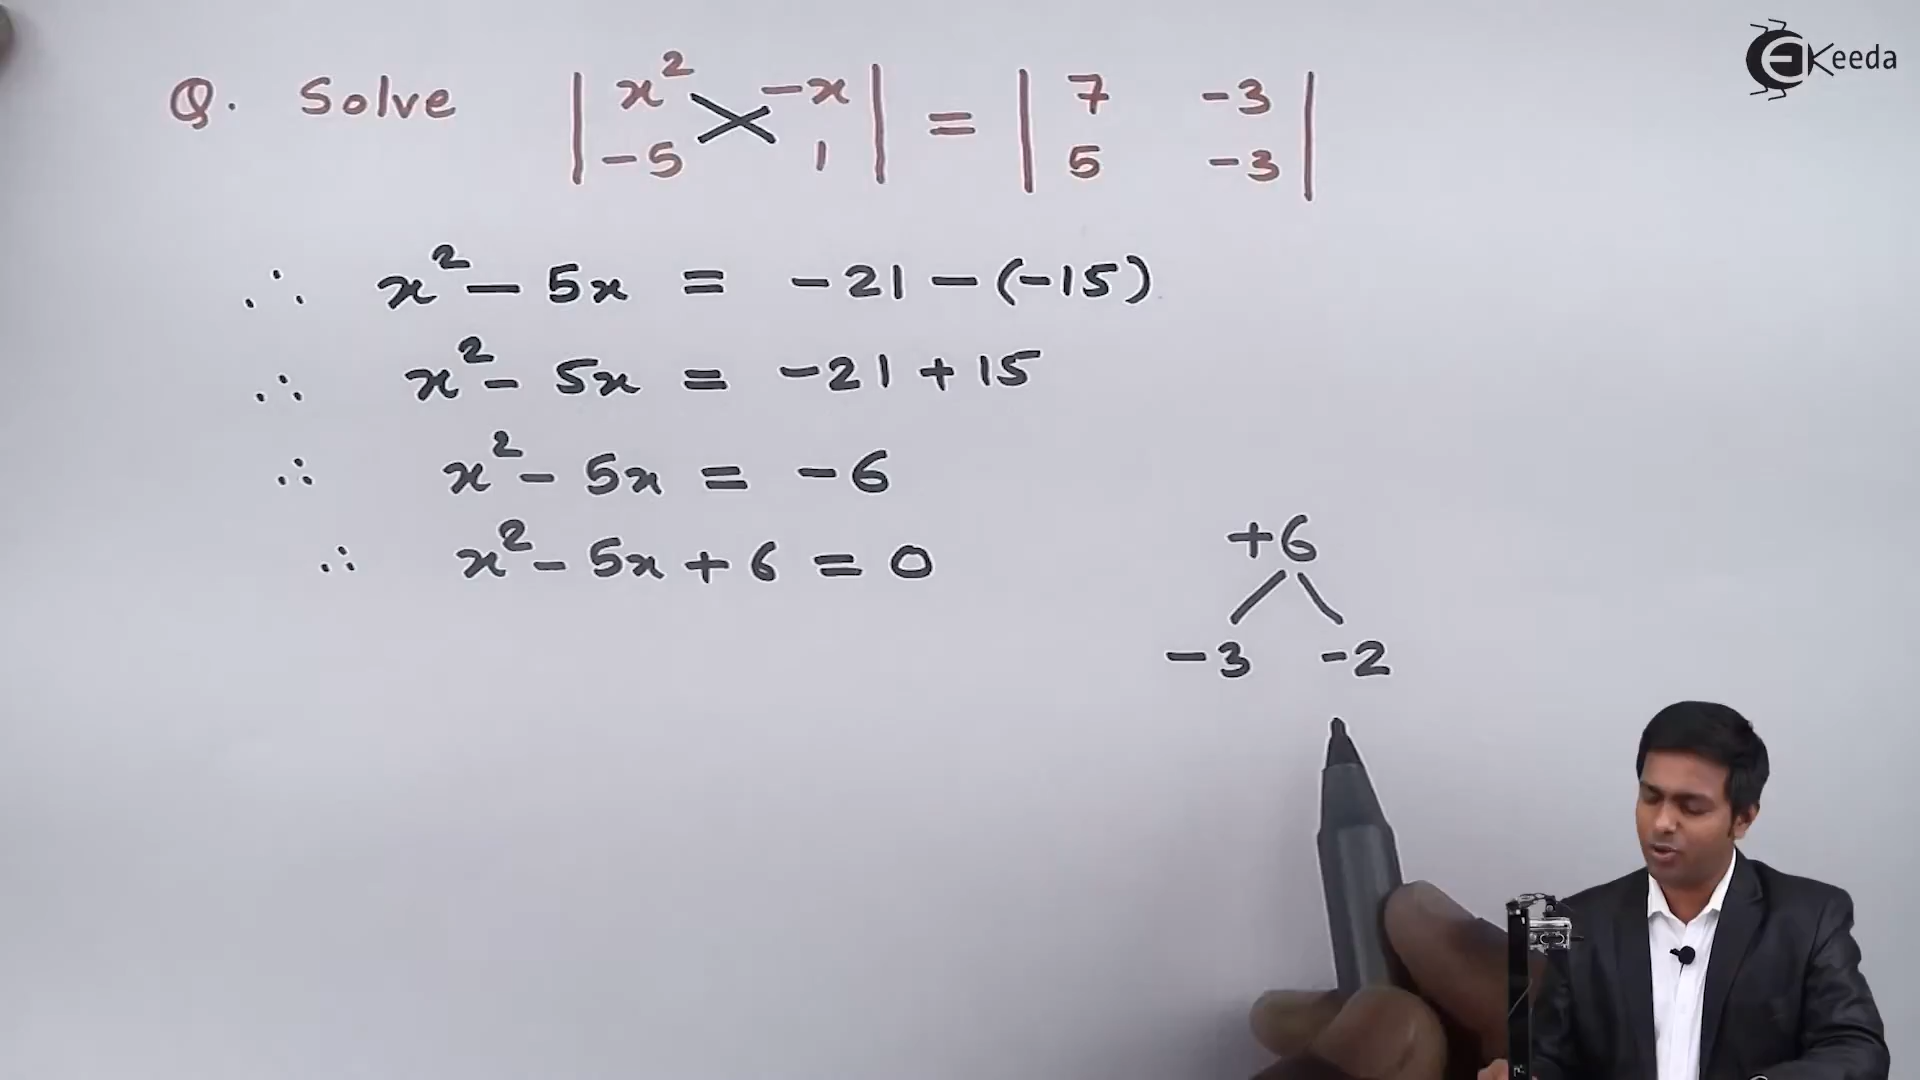 Keeda
Q. Solve | x² -x | = | 7 -3 |
| -5 1 | | 5 -3 |
∴ x² - 5x = -21 - (-15)
∴ x² - 5x = -21 + 15
∴ x² - 5x = -6
∴ x² - 5x + 6 = 0
+6
-3 -2